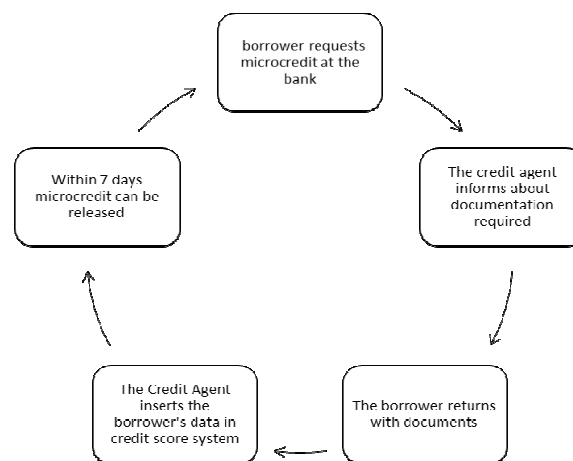 borrower requests
microcredit at the
bank
The credit agent
informs about
documentation
required
The borrower returns
with documents
The Credit Agent
inserts the
borrower's data in
credit score system
Within 7 days
microcredit can be
released